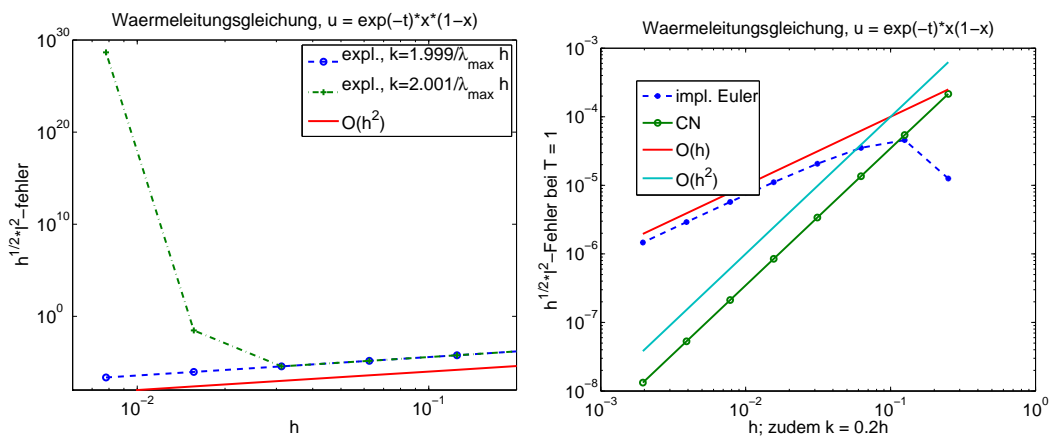 Waermeleitungsgleichung, u = exp(−t)*x*(1−x)
10^30
10^20
10^10
10^0
h^{1/2}*l^2−fehler
expl., k=1.999/λ_max h
expl., k=2.001/λ_max h
O(h^2)
10^−2
10^−1
h
Waermeleitungsgleichung, u = exp(−t)*x(1−x)
10^−3
10^−4
10^−5
10^−6
10^−7
10^−8
h^{1/2}*l^2−Fehler bei T = 1
impl. Euler
CN
O(h)
O(h^2)
10^−3
10^−2
10^−1
10^0
h; zudem k = 0.2h